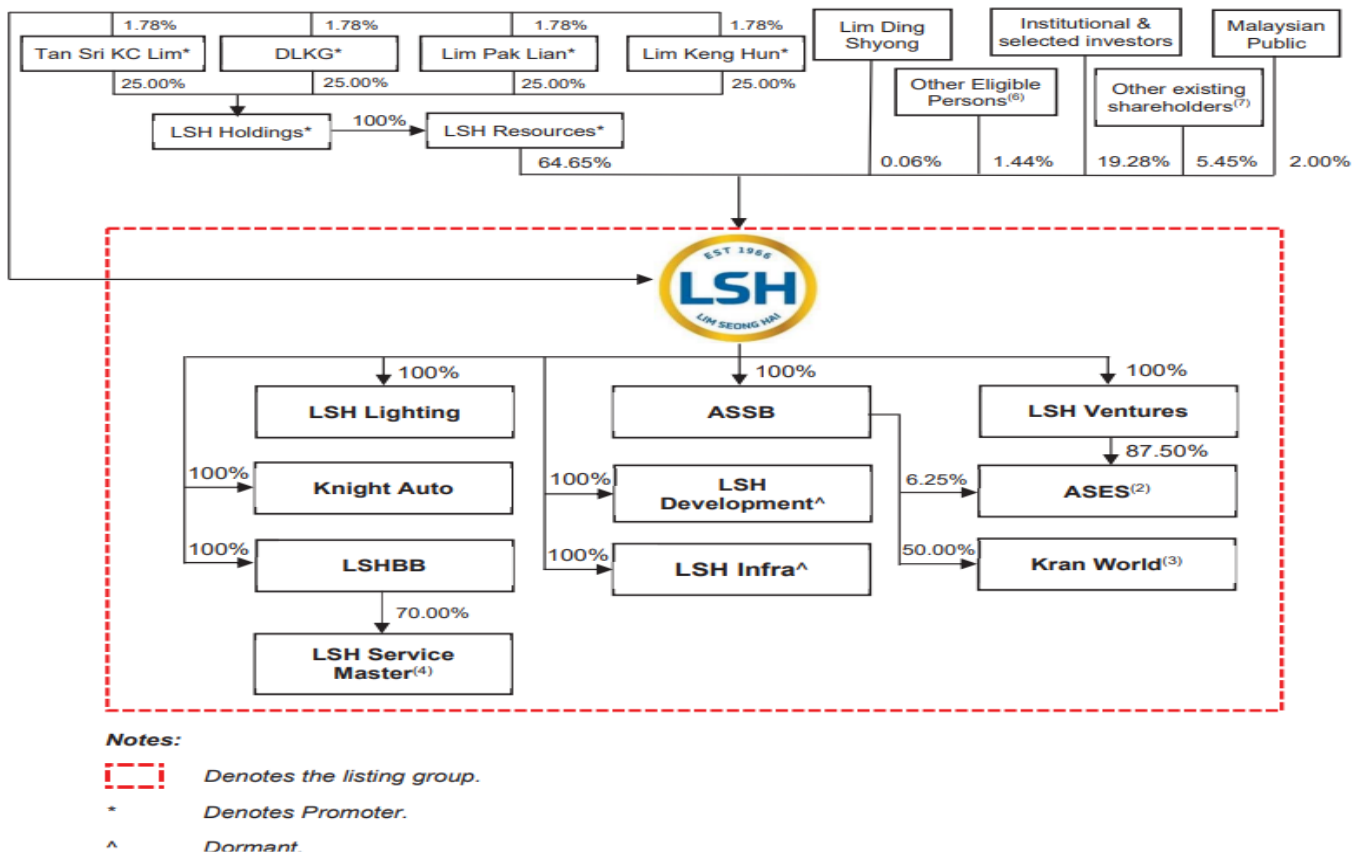 1.78% 1.78% 1.78% 1.78%
Tan Sri KC Lim*
DLKG*
Lim Pak Lian*
Lim Keng Hun*
25.00% 25.00% 25.00% 25.00%
Lim Ding
Shyong
Institutional &
selected investors
Malaysian
Public
Other Eligible
Persons(6)
Other existing
shareholders(7)
LSH Holdings*
100%
LSH Resources*
64.65% 0.06% 1.44% 19.28% 5.45% 2.00%
EST 1966
LSH
LIM SEONG HAI
100% 100% 100%
LSH Lighting
ASSB
LSH Ventures
87.50%
100%
Knight Auto
100%
LSH
Development^
6.25%
ASES(2)
100%
LSHBB
100%
LSH Infra^
50.00%
Kran World(3)
70.00%
LSH Service
Master(4)
Notes:
Denotes the listing group.
* Denotes Promoter.
^ Dormant.